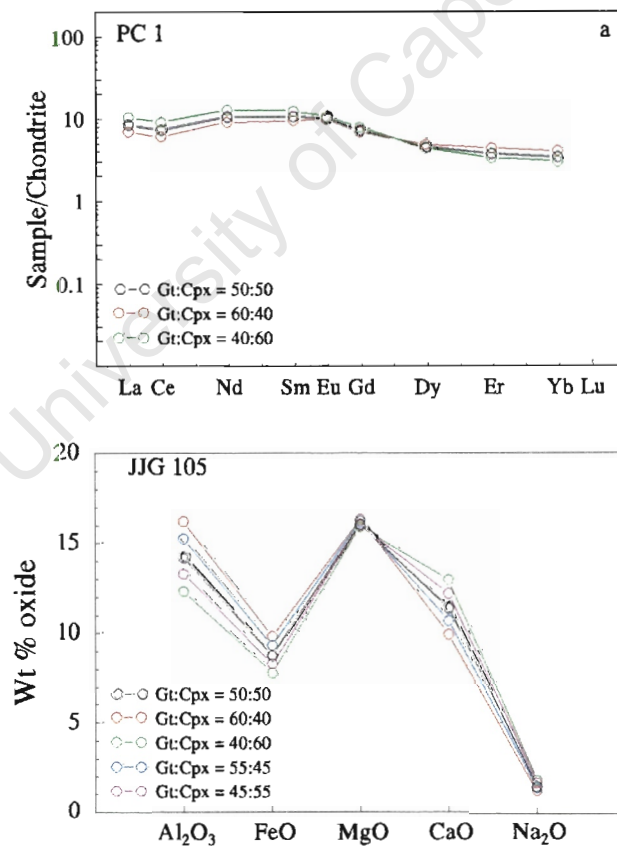 PC 1
a
100
10
1
0.1
Sample/Chondrite
Gt:Cpx = 50:50
Gt:Cpx = 60:40
Gt:Cpx = 40:60
La Ce Nd Sm Eu Gd Dy Er Yb Lu
University of Cape
JJG 105
20
15
10
5
0
Wt % oxide
Gt:Cpx = 50:50
Gt:Cpx = 60:40
Gt:Cpx = 40:60
Gt:Cpx = 55:45
Gt:Cpx = 45:55
Al₂O₃ FeO MgO CaO Na₂O